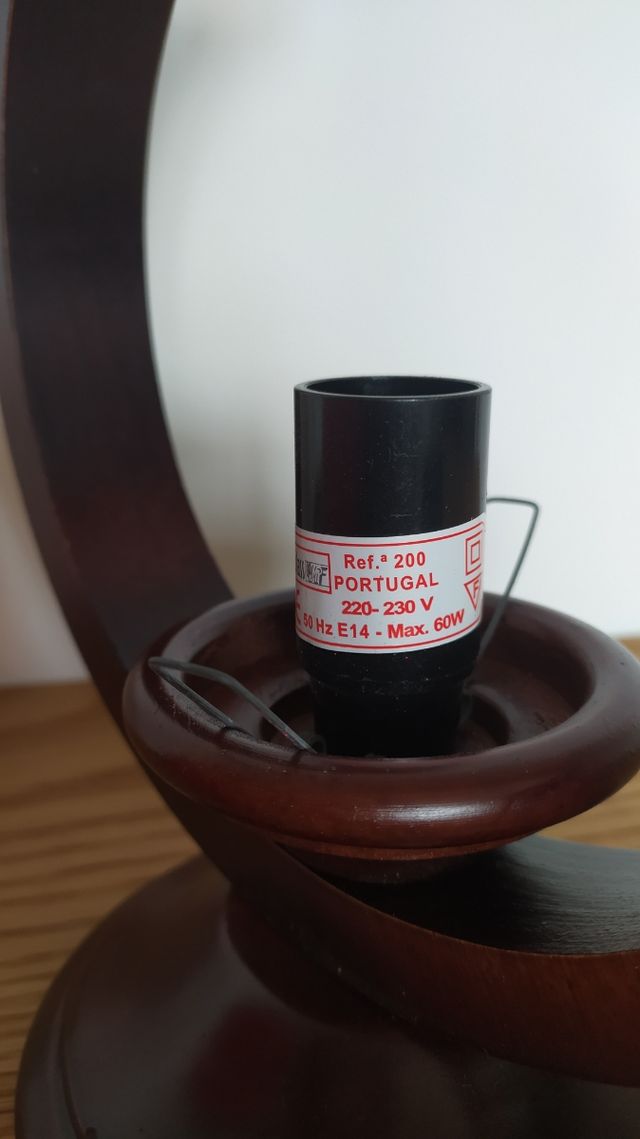 Ref.ª 200
PORTUGAL
220- 230 V
50 Hz E14 - Max. 60W
F